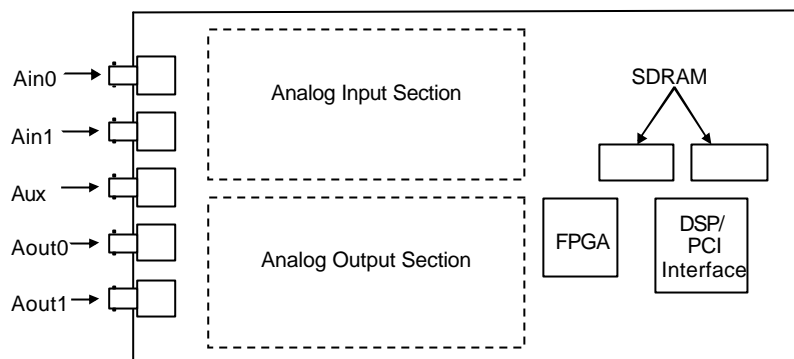 Ain0
Ain1
Aux
Aout0
Aout1
Analog Input Section
Analog Output Section
SDRAM
FPGA
DSP/
PCI
Interface